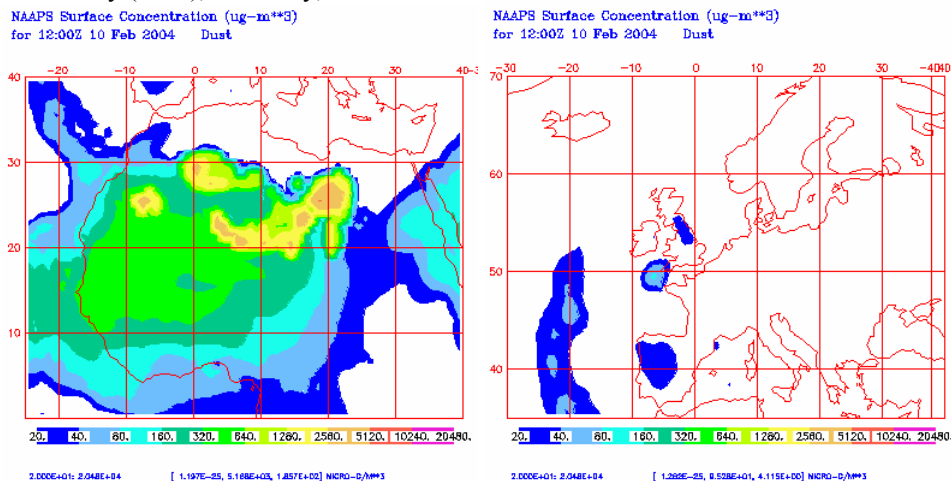 NAAPS Surface Concentration (ug-m**3)
for 12:00Z 10 Feb 2004 Dust
-20 -10 0 10 20 30 40
40
30
20
10
20. 40. 80. 160. 320. 640. 1280. 2560. 5120. 10240. 20480.
2.000E+01: 2.048E+04 [ 1.197E-25, 5.168E+03, 1.857E+02] MICRO-G/M**3
NAAPS Surface Concentration (ug-m**3)
for 12:00Z 10 Feb 2004 Dust
-30 -20 -10 0 10 20 30 40
70
60
50
40
20. 40. 80. 160. 320. 640. 1280. 2560. 5120. 10240. 20480.
2.000E+01: 2.048E+04 [ 1.262E-25, 9.528E+01, 4.115E+00] MICRO-G/M**3